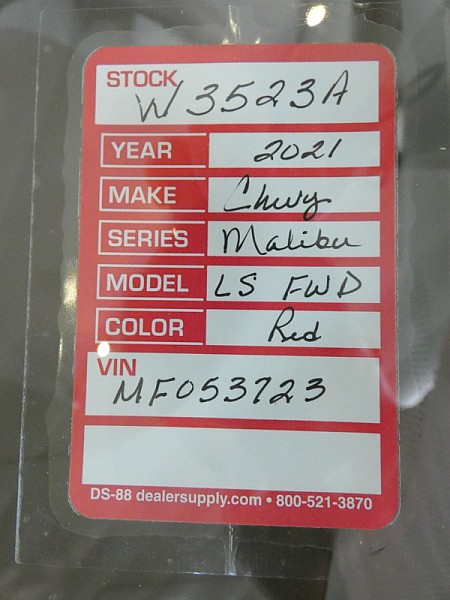 STOCK W3523A
YEAR 2021
MAKE Chevy
SERIES Malibu
MODEL LS FWD
COLOR Red
VIN
MF053723
DS-88 dealersupply.com • 800-521-3870